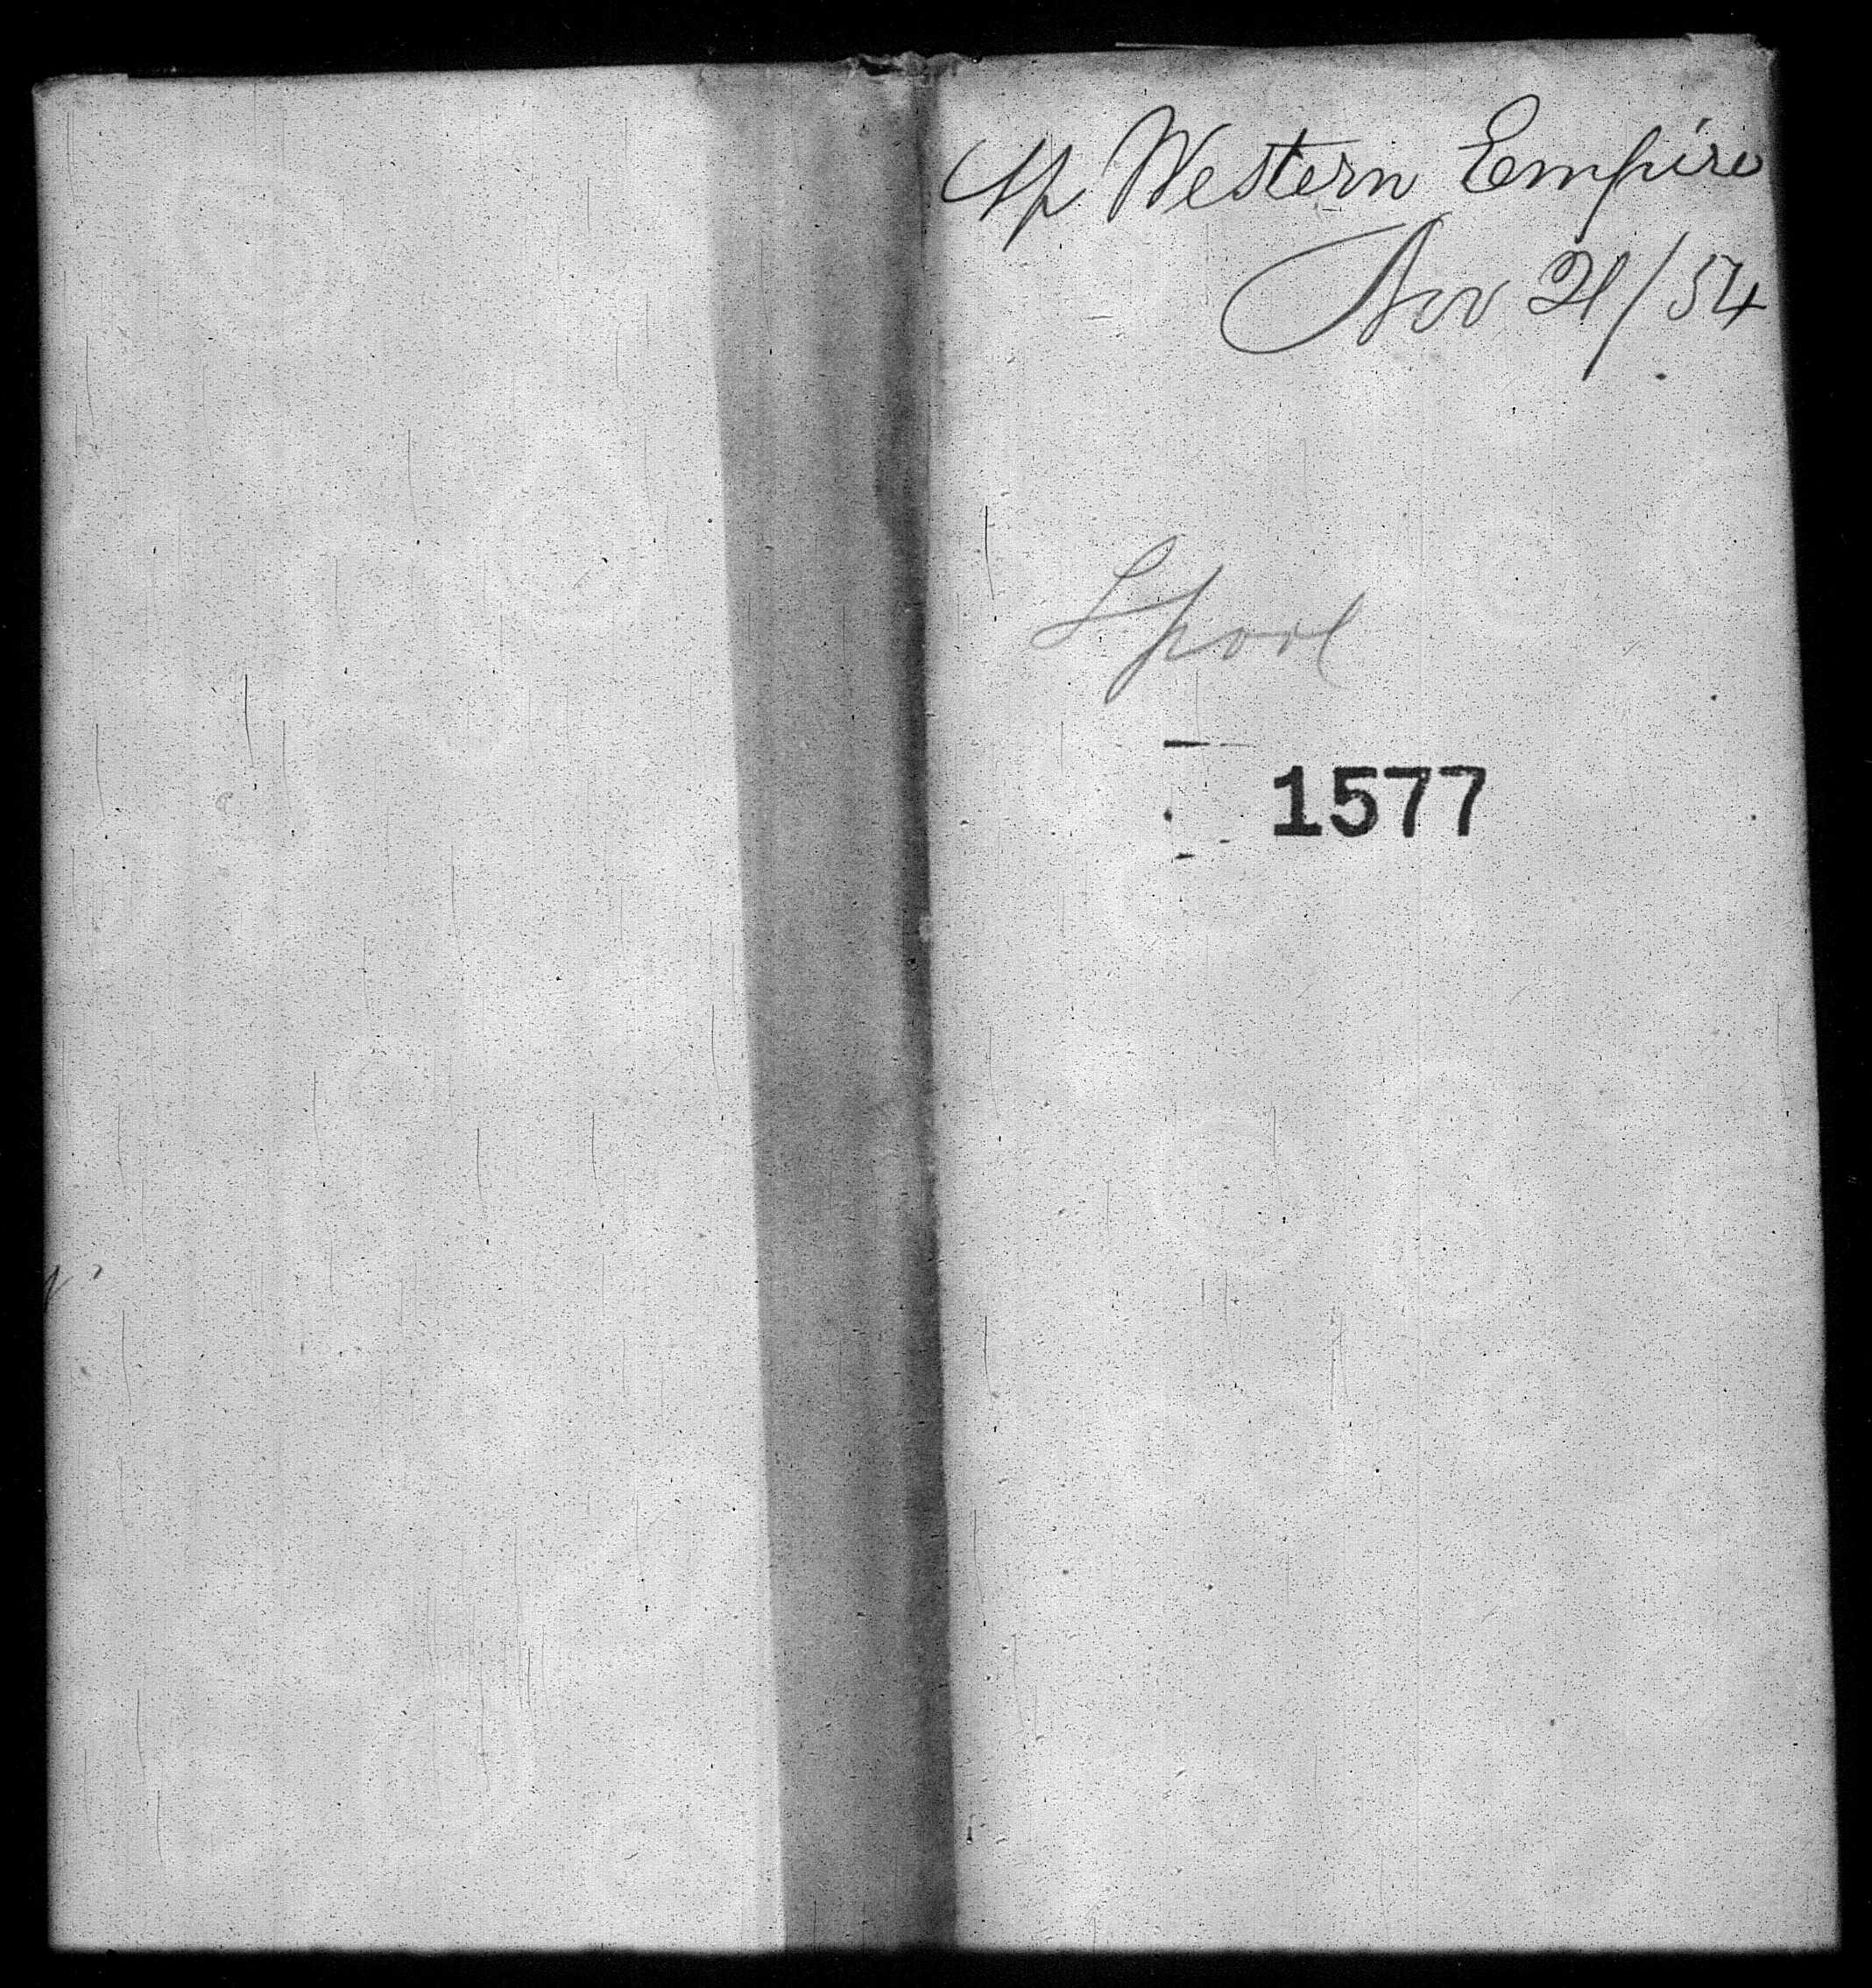 Sp Western Empire
Nov 21/54
Lpool
1577